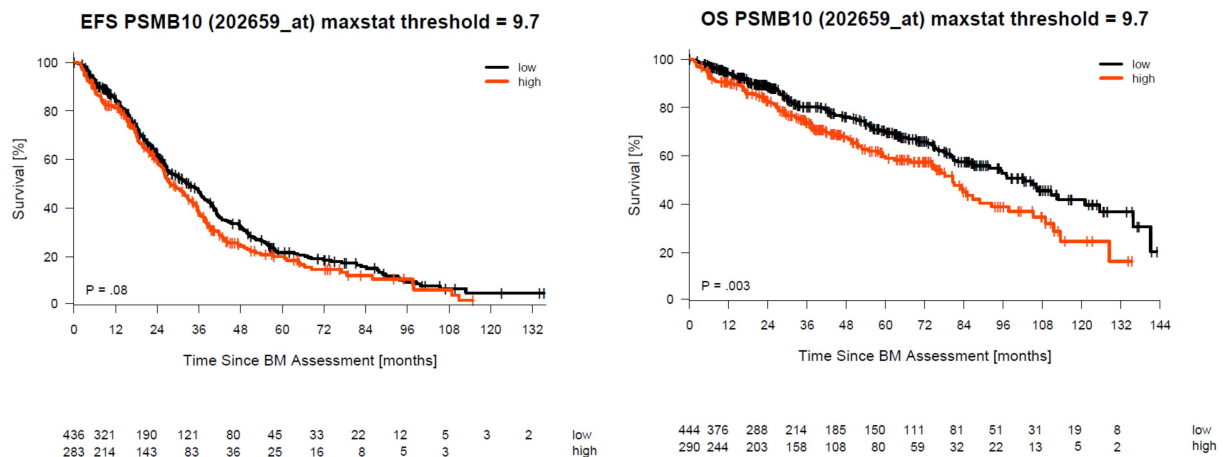 EFS PSMB10 (202659_at) maxstat threshold = 9.7
100
80
60
40
20
0
Survival [%]
low
high
P = .08
0 12 24 36 48 60 72 84 96 108 120 132
Time Since BM Assessment [months]
436 321 190 121 80 45 33 22 12 5 3 2 low
283 214 143 83 36 25 16 8 5 3 high
OS PSMB10 (202659_at) maxstat threshold = 9.7
100
80
60
40
20
0
Survival [%]
low
high
P = .003
0 12 24 36 48 60 72 84 96 108 120 132 144
Time Since BM Assessment [months]
444 376 288 214 185 150 111 81 51 31 19 8 low
290 244 203 158 108 80 59 32 22 13 5 2 high